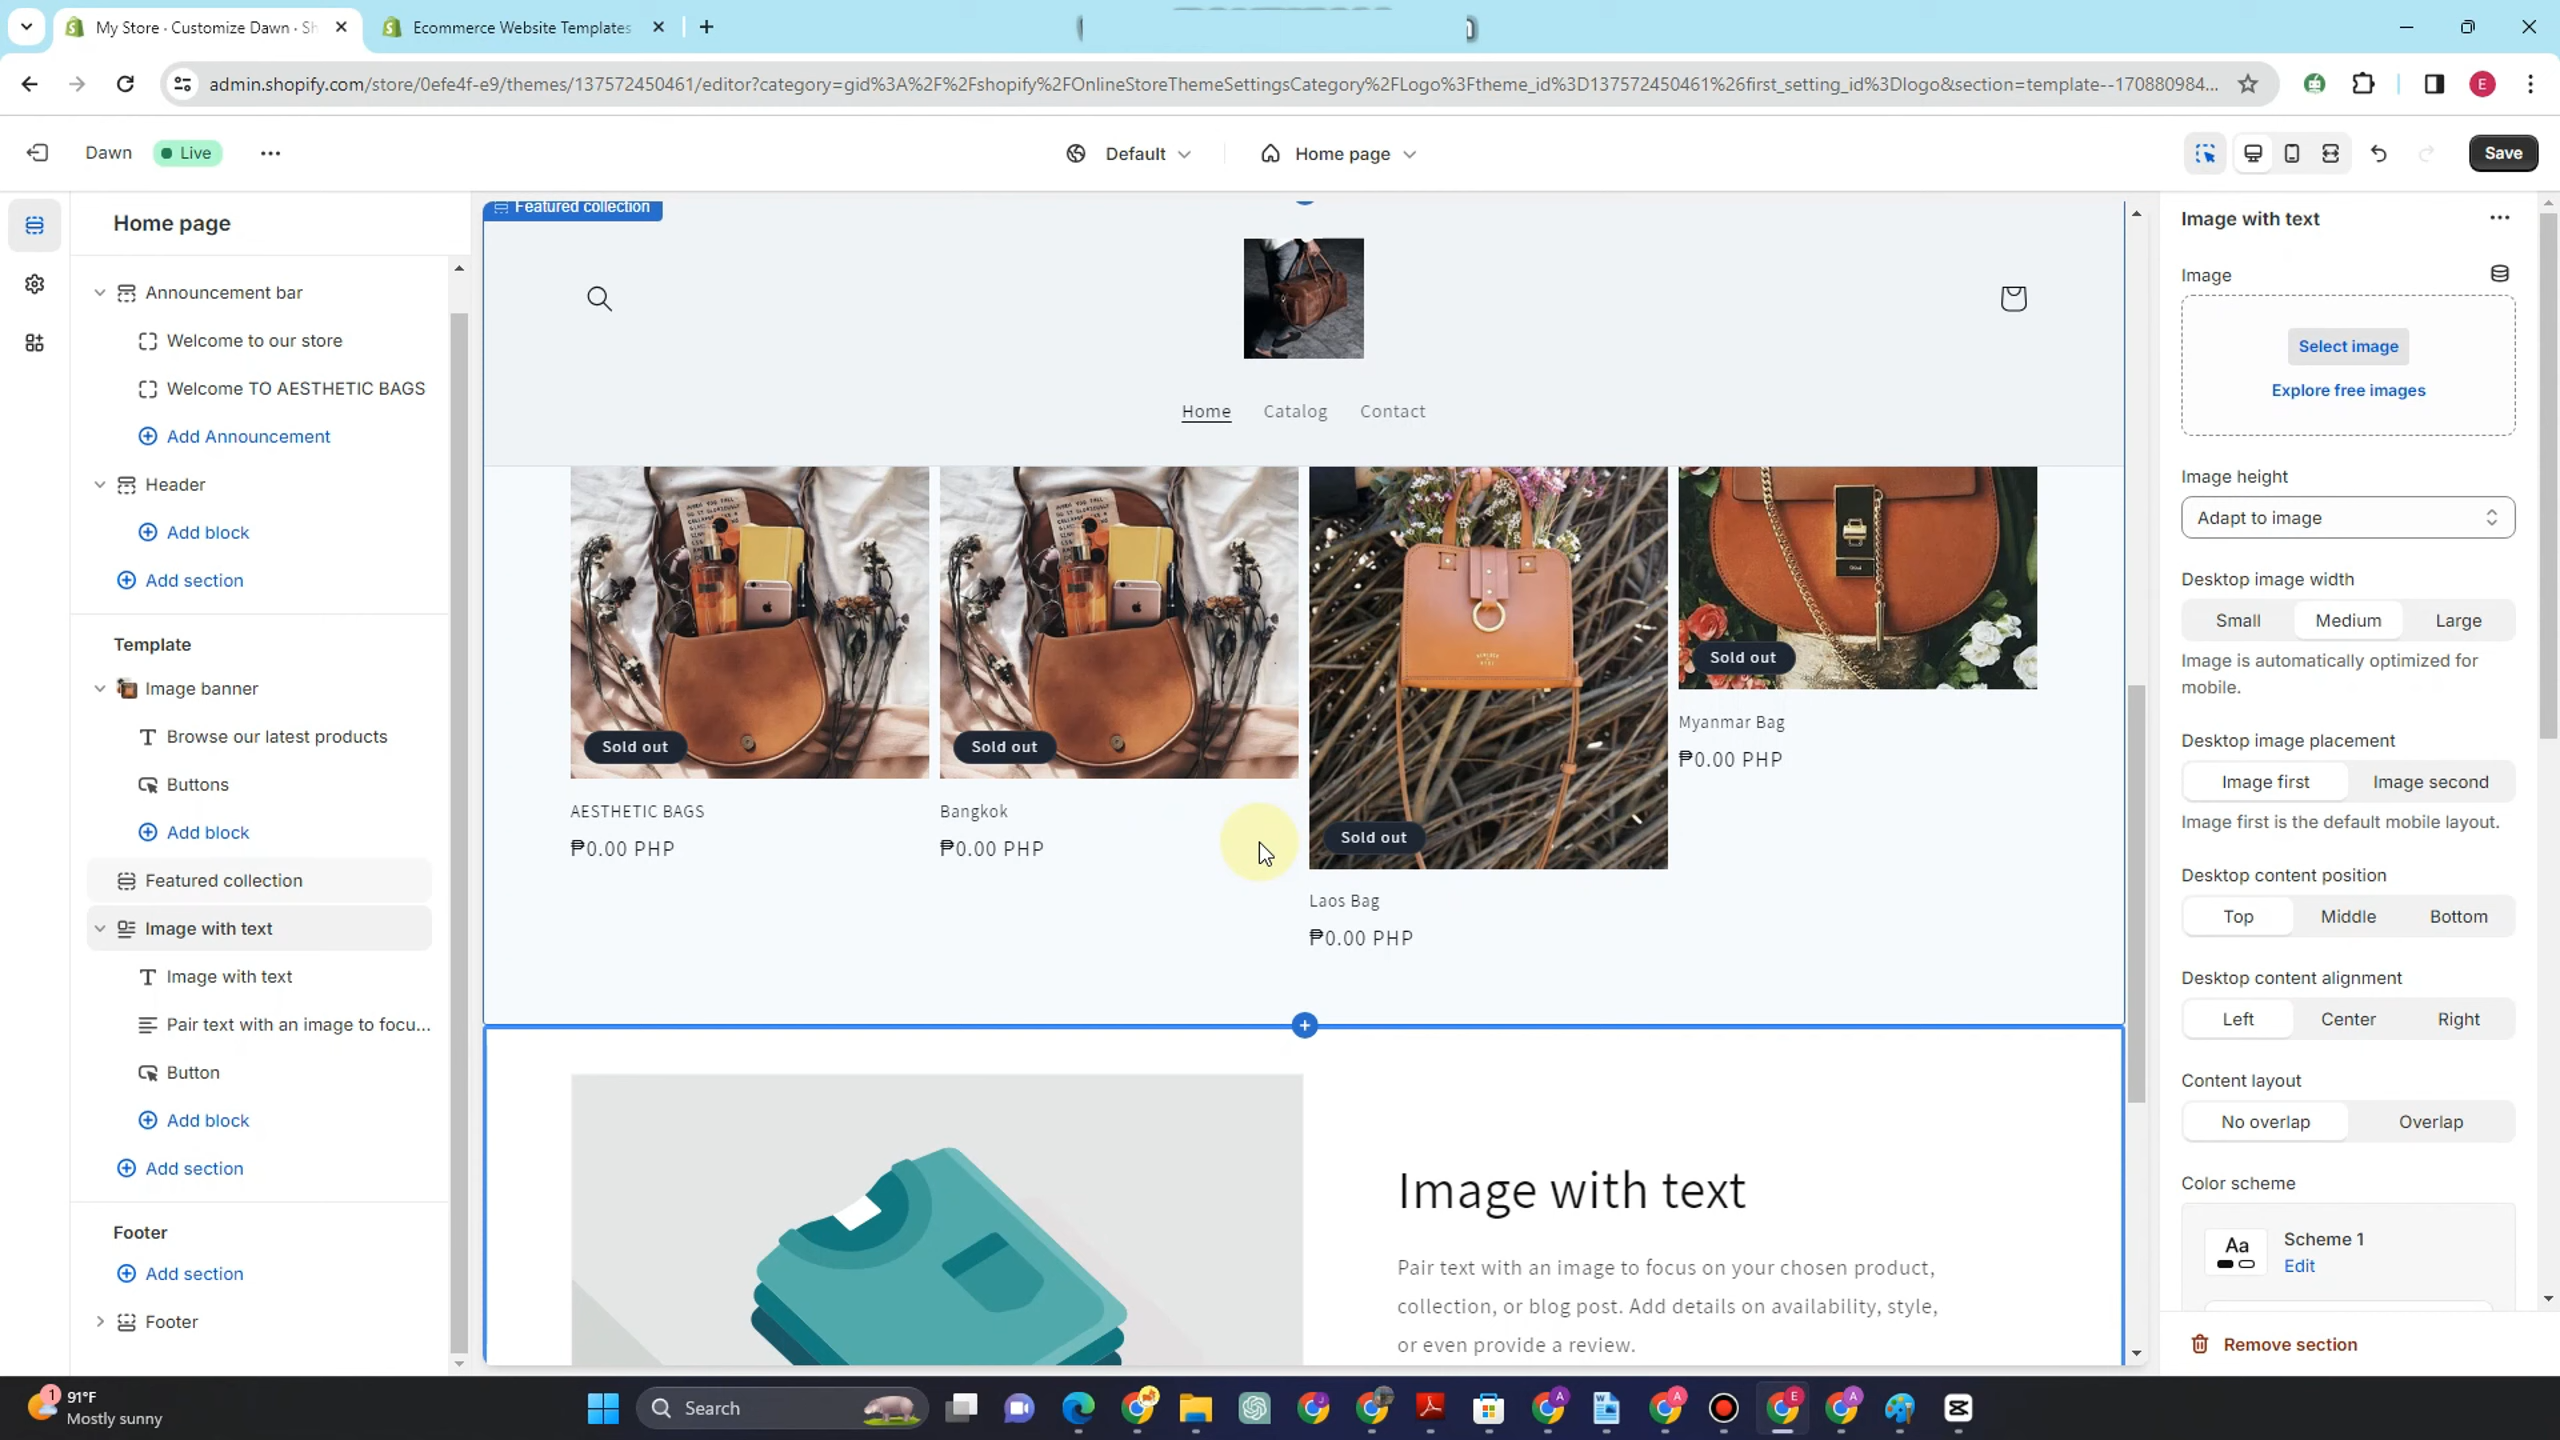 My Store · Customize Dawn · Sh
Ecommerce Website Templates
admin.shopify.com/store/0efe4f-e9/themes/137572450461/editor?category=gid%3A%2F%2Fshopify%2FOnlineStoreThemeSettingsCategory%2FLogo%3Ftheme_id%3D137572450461%26first_setting_id%3Dlogo&section=template--170880984...
E
Dawn
Live
Default
Home page
Save
Home page
Announcement bar
Welcome to our store
Welcome TO AESTHETIC BAGS
Add Announcement
Header
Add block
Add section
Template
Image banner
Browse our latest products
Buttons
Add block
Featured collection
Image with text
Image with text
Pair text with an image to focu...
Button
Add block
Add section
Footer
Add section
Footer
Featured collection
Home Catalog Contact
Sold out
AESTHETIC BAGS
₱0.00 PHP
Sold out
Bangkok
₱0.00 PHP
Sold out
Laos Bag
₱0.00 PHP
Sold out
Myanmar Bag
₱0.00 PHP
Image with text
Pair text with an image to focus on your chosen product,
collection, or blog post. Add details on availability, style,
or even provide a review.
Image with text
Image
Select image
Explore free images
Image height
Adapt to image
Desktop image width
Small Medium Large
Image is automatically optimized for
mobile.
Desktop image placement
Image first Image second
Image first is the default mobile layout.
Desktop content position
Top Middle Bottom
Desktop content alignment
Left Center Right
Content layout
No overlap Overlap
Color scheme
Aa
Scheme 1
Edit
Remove section
1
91°F
Mostly sunny
Search
J
A
A
E
A